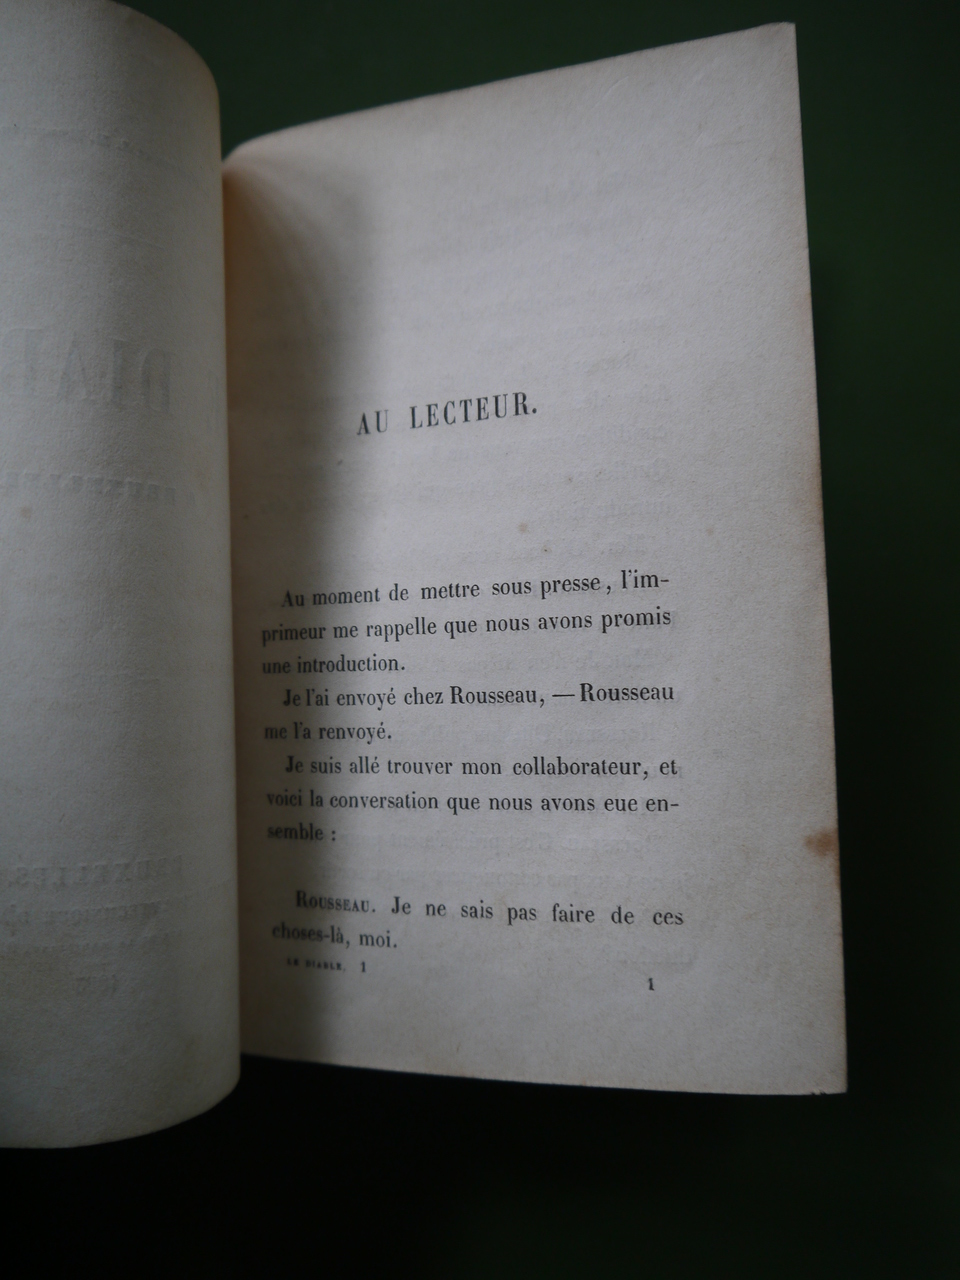 AU LECTEUR.
Au moment de mettre sous presse, l'im-
primeur me rappelle que nous avons promis
une introduction.
Je l'ai envoyé chez Rousseau, — Rousseau
me l'a renvoyé.
Je suis allé trouver mon collaborateur, et
voici la conversation que nous avons eue en-
semble :
ROUSSEAU. Je ne sais pas faire de ces
choses-là, moi.
LE DIABLE. 1
1